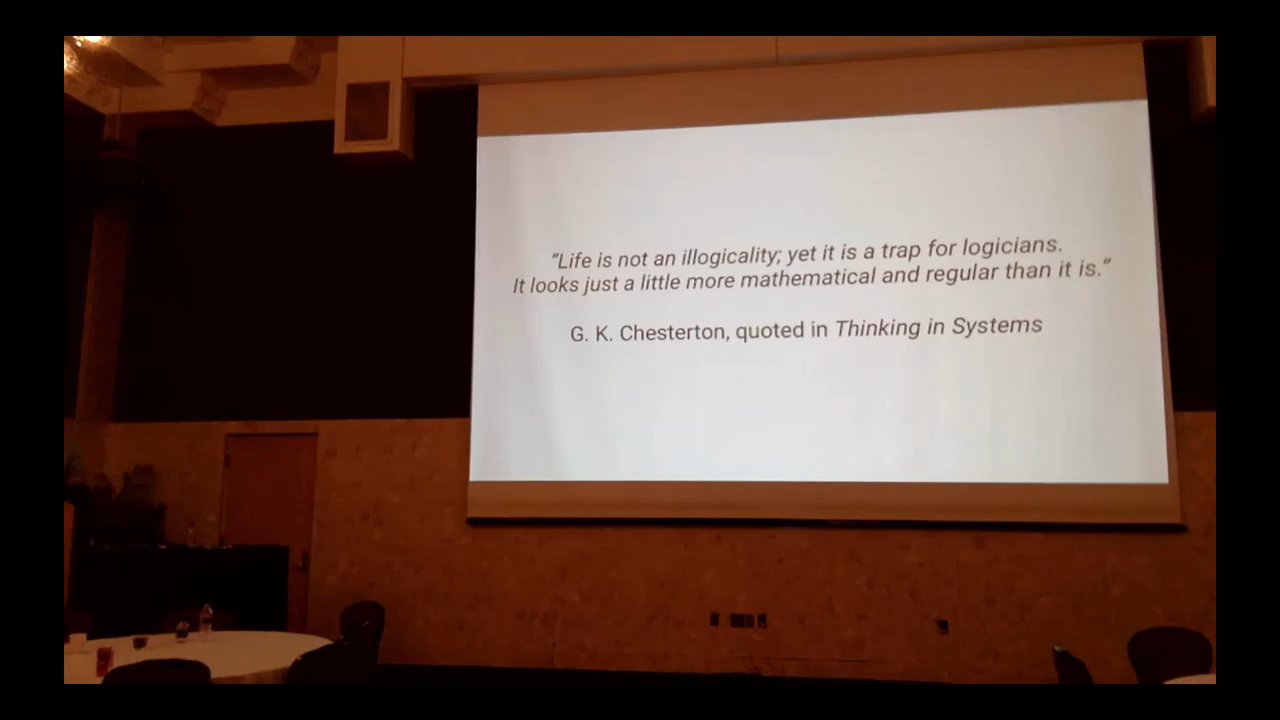 “Life is not an illogicality; yet it is a trap for logicians.
It looks just a little more mathematical and regular than it is.”
G. K. Chesterton, quoted in Thinking in Systems